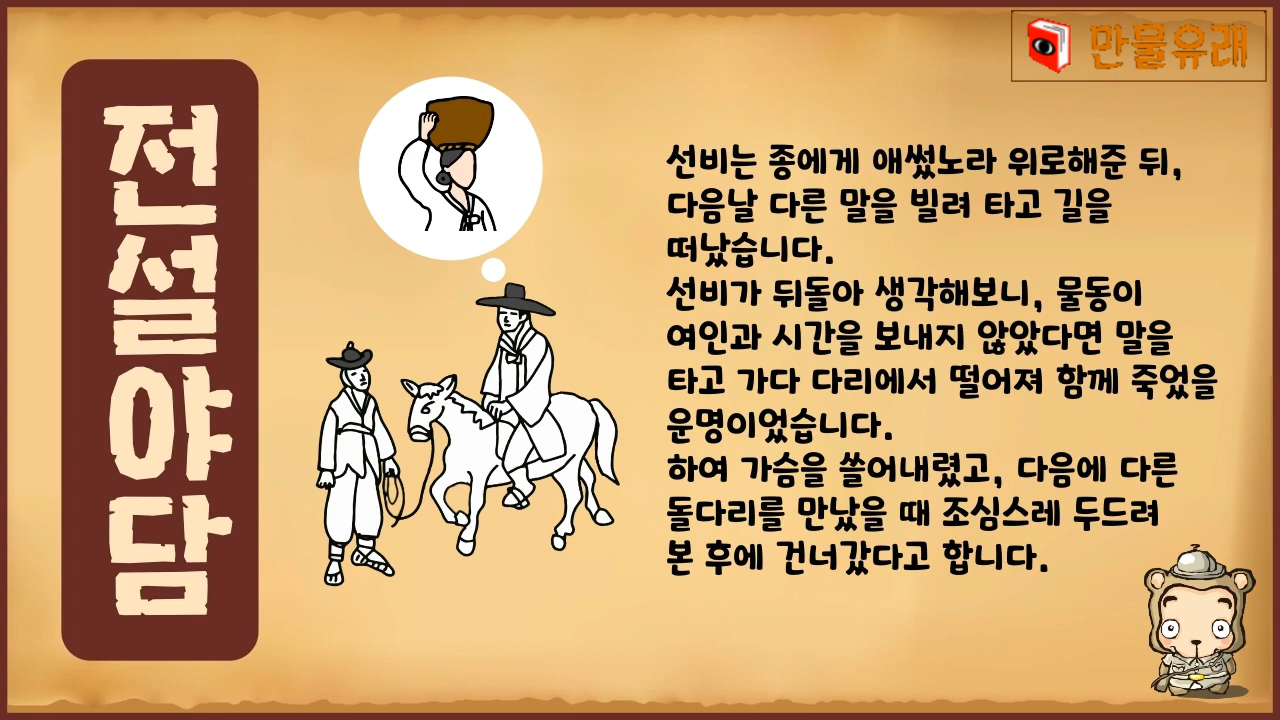 만물유래
전설야담
선비는 종에게 애썼노라 위로해준 뒤,
다음날 다른 말을 빌려 타고 길을
떠났습니다.
선비가 뒤돌아 생각해보니, 물동이
여인과 시간을 보내지 않았다면 말을
타고 가다 다리에서 떨어져 함께 죽었을
운명이었습니다.
하여 가슴을 쓸어내렸고, 다음에 다른
돌다리를 만났을 때 조심스레 두드려
본 후에 건너갔다고 합니다.